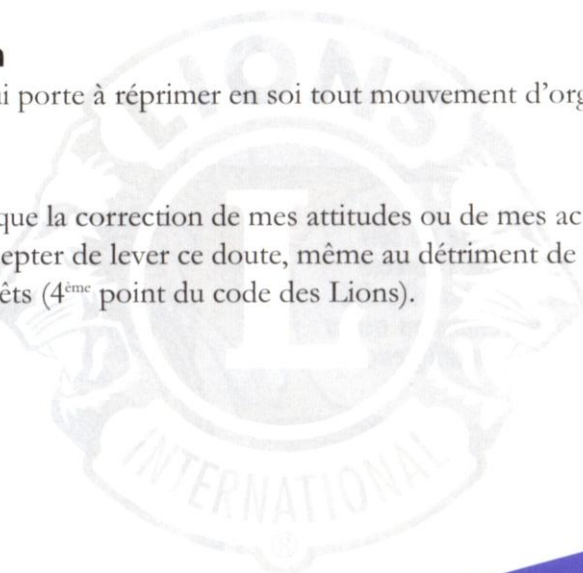 i porte à réprimer en soi tout mouvement d'org
que la correction de mes attitudes ou de mes ac
epter de lever ce doute, même au détriment de
êts (4ème point du code des Lions).
LIONS
L
INTERNATIONAL
®